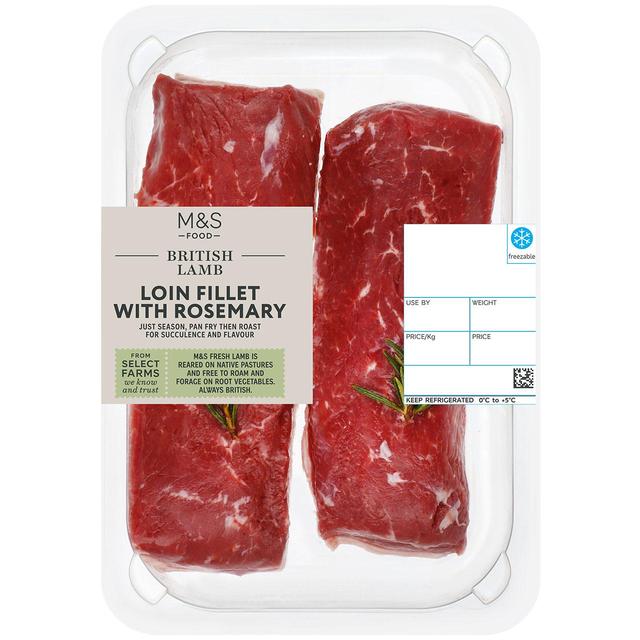 M&S
FOOD
BRITISH
LAMB
LOIN FILLET
WITH ROSEMARY
JUST SEASON, PAN FRY THEN ROAST
FOR SUCCULENCE AND FLAVOUR
FROM
SELECT
FARMS
we know
and trust
M&S FRESH LAMB IS
REARED ON NATIVE PASTURES
AND FREE TO ROAM AND
FORAGE ON ROOT VEGETABLES.
ALWAYS BRITISH.
freezable
USE BY
WEIGHT
PRICE/Kg
PRICE
KEEP REFRIGERATED 0°C to +5°C